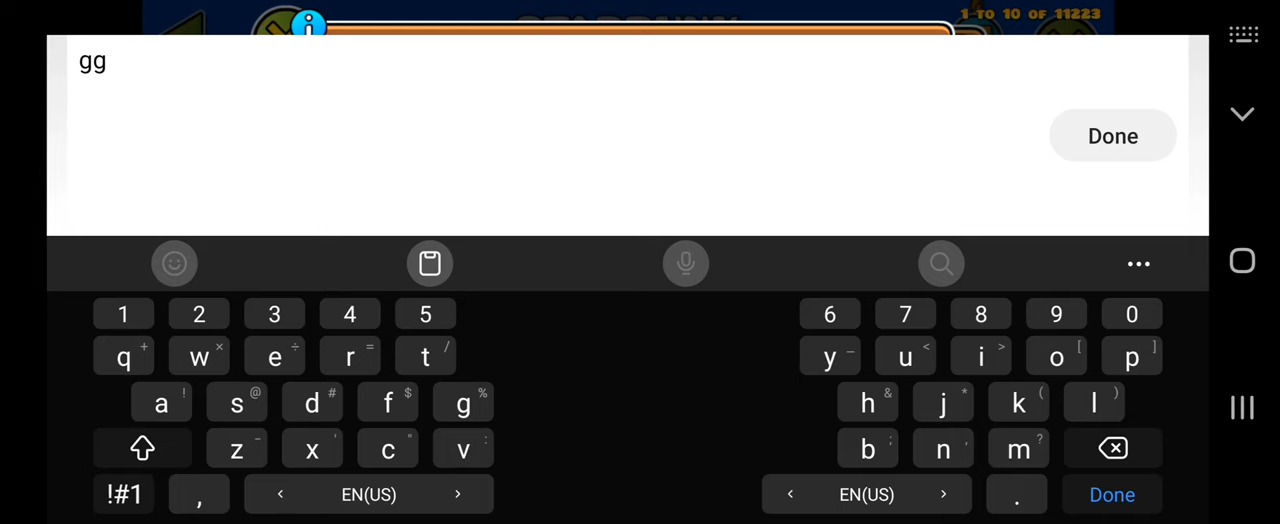 1 TO 10 OF 11223
gg
Done
1 2 3 4 5 6 7 8 9 0
q + w × e ÷ r = t / y _ u < i > o [ p ]
a ! s @ d # f $ g % h & j * k ( l )
z - x ' c " v : b ; n , m ?
!#1 , < EN(US) > < EN(US) > . Done